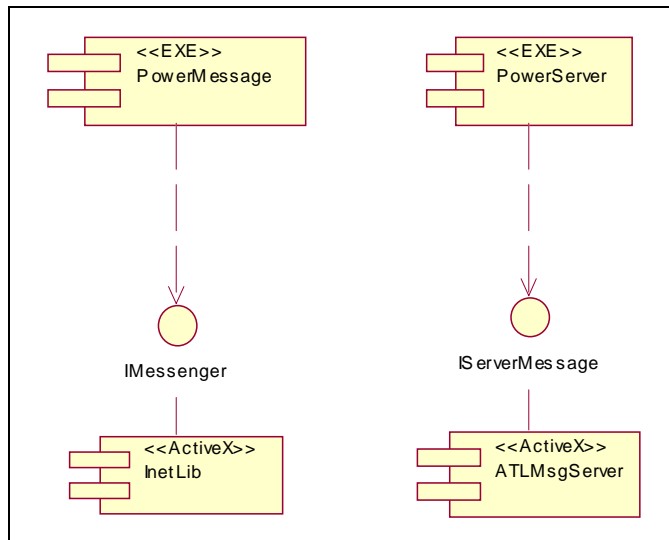 <<EXE>>
PowerMessage
<<EXE>>
PowerServer
IMessenger
IServerMessage
<<ActiveX>>
InetLib
<<ActiveX>>
ATLMsgServer